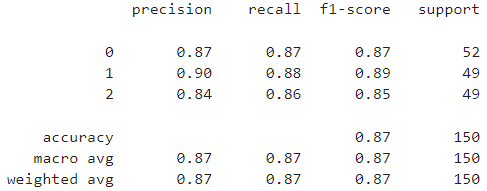 precision recall f1-score support
0 0.87 0.87 0.87 52
1 0.90 0.88 0.89 49
2 0.84 0.86 0.85 49
accuracy 0.87 150
macro avg 0.87 0.87 0.87 150
weighted avg 0.87 0.87 0.87 150